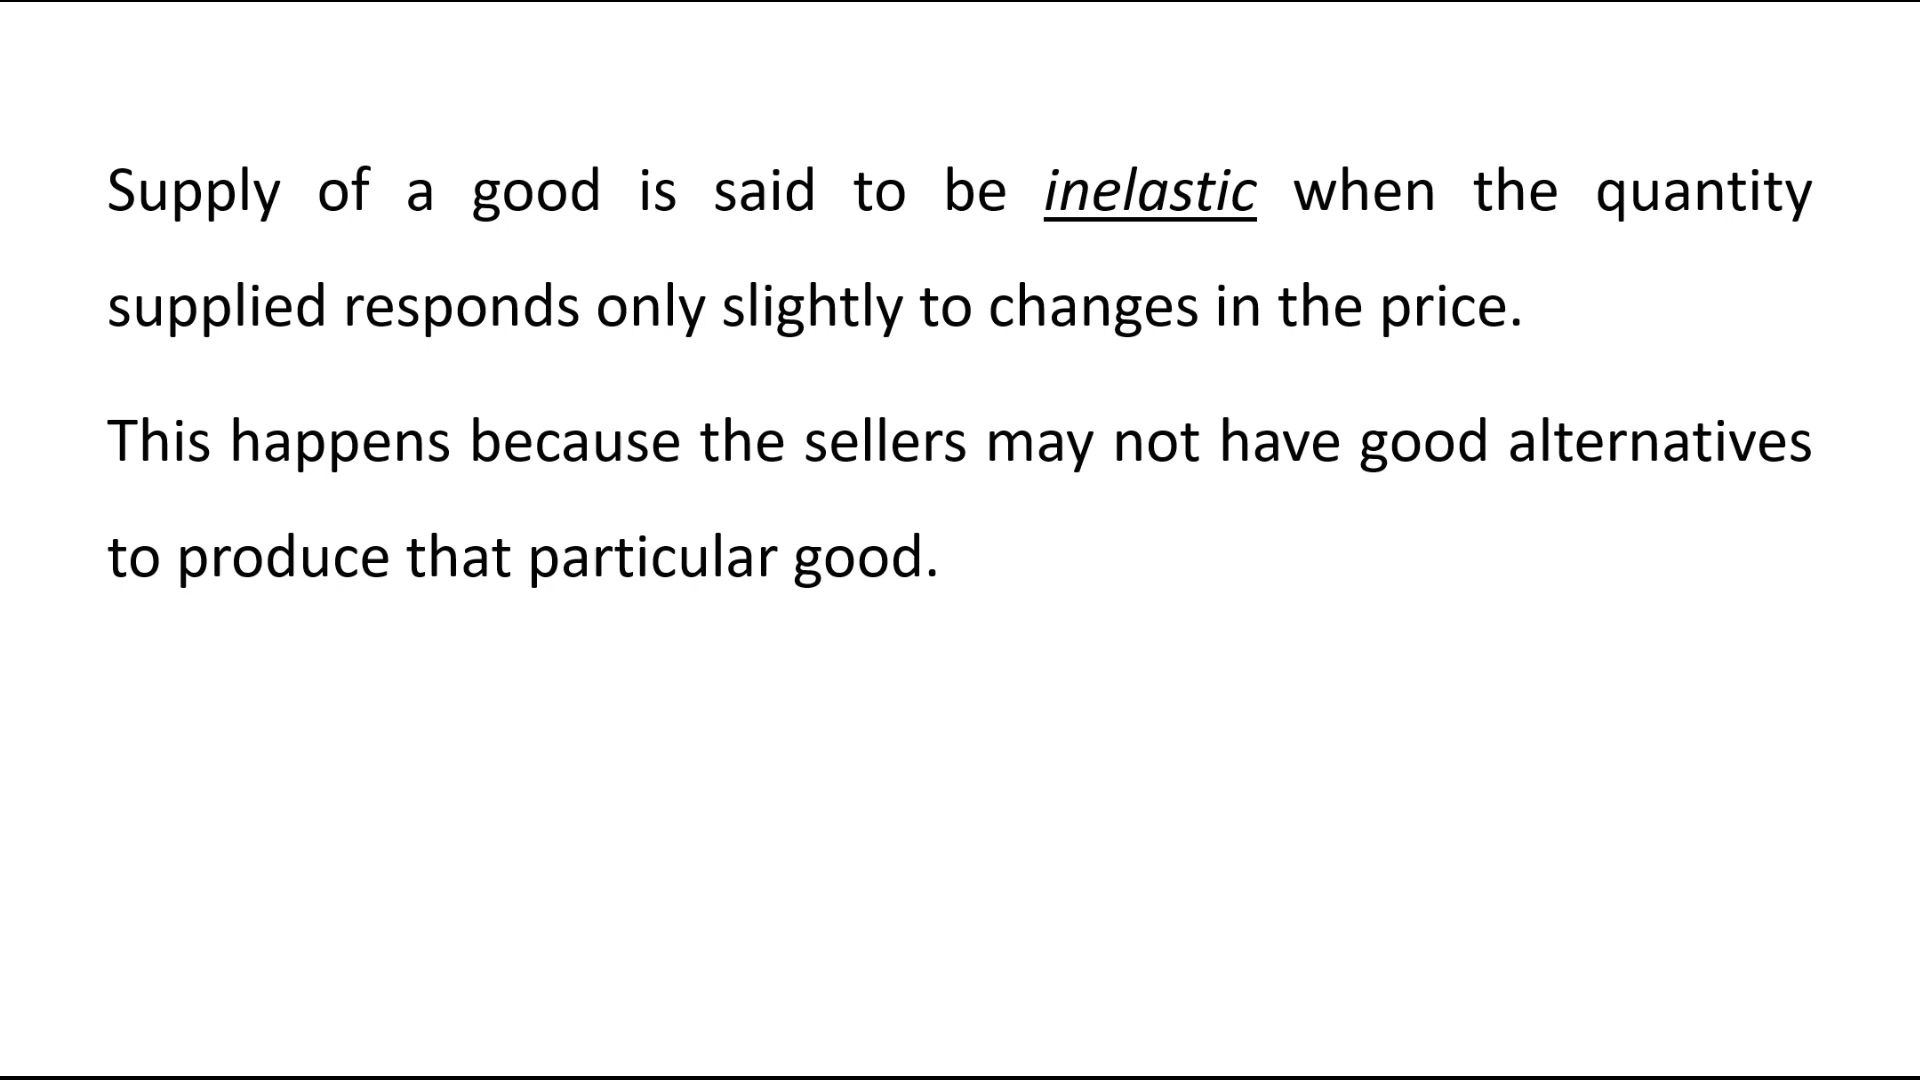 Supply of a good is said to be inelastic when the quantity
supplied responds only slightly to changes in the price.
This happens because the sellers may not have good alternatives
to produce that particular good.